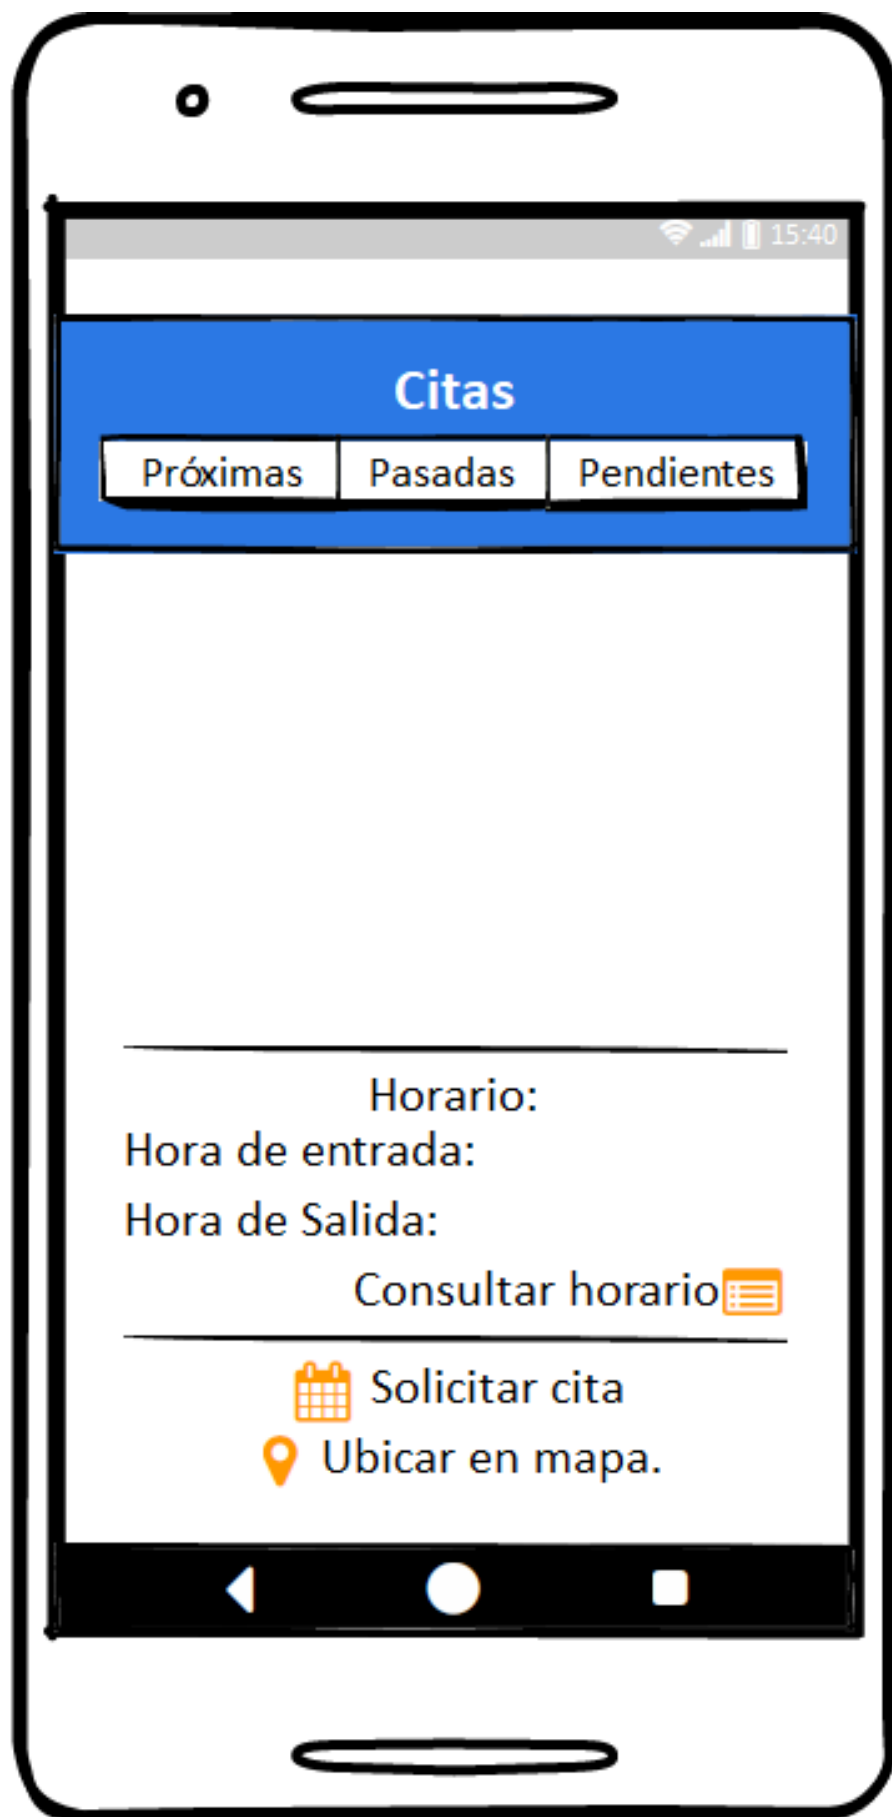 15:40
Citas
Próximas Pasadas Pendientes
Horario:
Hora de entrada:
Hora de Salida:
Consultar horario
Solicitar cita
Ubicar en mapa.